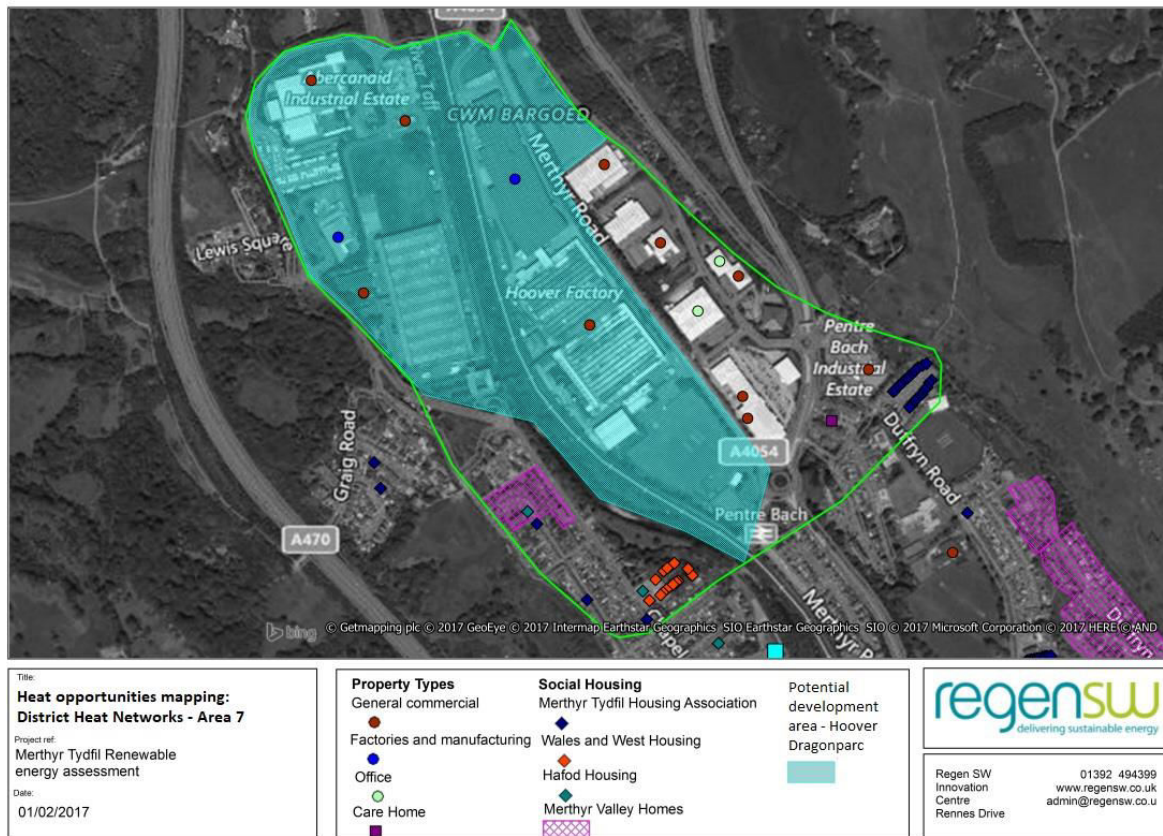 A4054
Abercanaid
Industrial Estate
River Taff
CWM BARGOED
Merthyr Road
Lewis Square
Hoover Factory
Pentre
Bach
Industrial
Estate
Graig Road
A4054
Duffryn Road
Pentre Bach
A470
Merthyr R
Chapel
Duffryn
bing
© Getmapping plc © 2017 GeoEye © 2017 Intermap Earthstar Geographics SIO Earthstar Geographics SIO © 2017 Microsoft Corporation © 2017 HERE © AND
Title:
Heat opportunities mapping:
District Heat Networks - Area 7
Project ref:
Merthyr Tydfil Renewable
energy assessment
Date:
01/02/2017
Property Types
General commercial
Factories and manufacturing
Office
Care Home
Social Housing
Merthyr Tydfil Housing Association
Wales and West Housing
Hafod Housing
Merthyr Valley Homes
Potential
development
area - Hoover
Dragonparc
regensw
delivering sustainable energy
Regen SW
Innovation
Centre
Rennes Drive
01392 494399
www.regensw.co.uk
admin@regensw.co.u